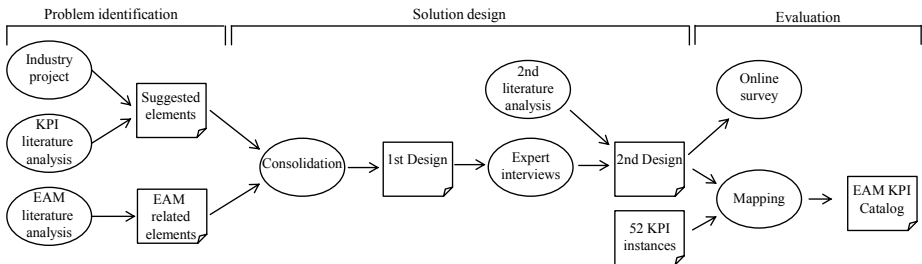 Problem identification
Solution design
Evaluation
Industry
project
KPI
literature
analysis
EAM
literature
analysis
Suggested
elements
EAM
related
elements
Consolidation
1st Design
2nd
literature
analysis
Expert
interviews
2nd Design
52 KPI
instances
Online
survey
Mapping
EAM KPI
Catalog